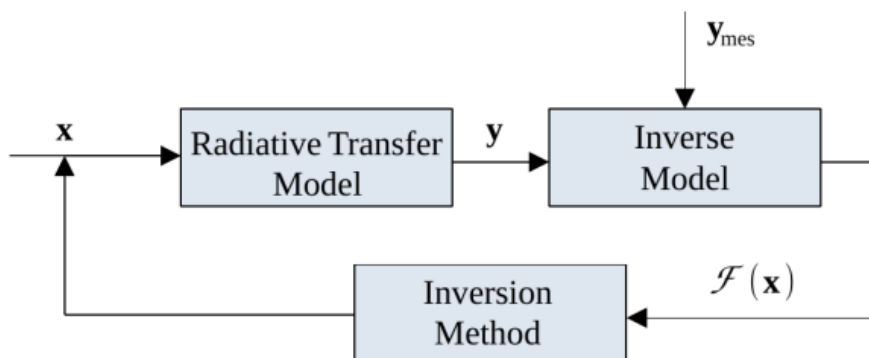 y_mes
x
Radiative Transfer
Model
y
Inverse
Model
ℱ(x)
Inversion
Method